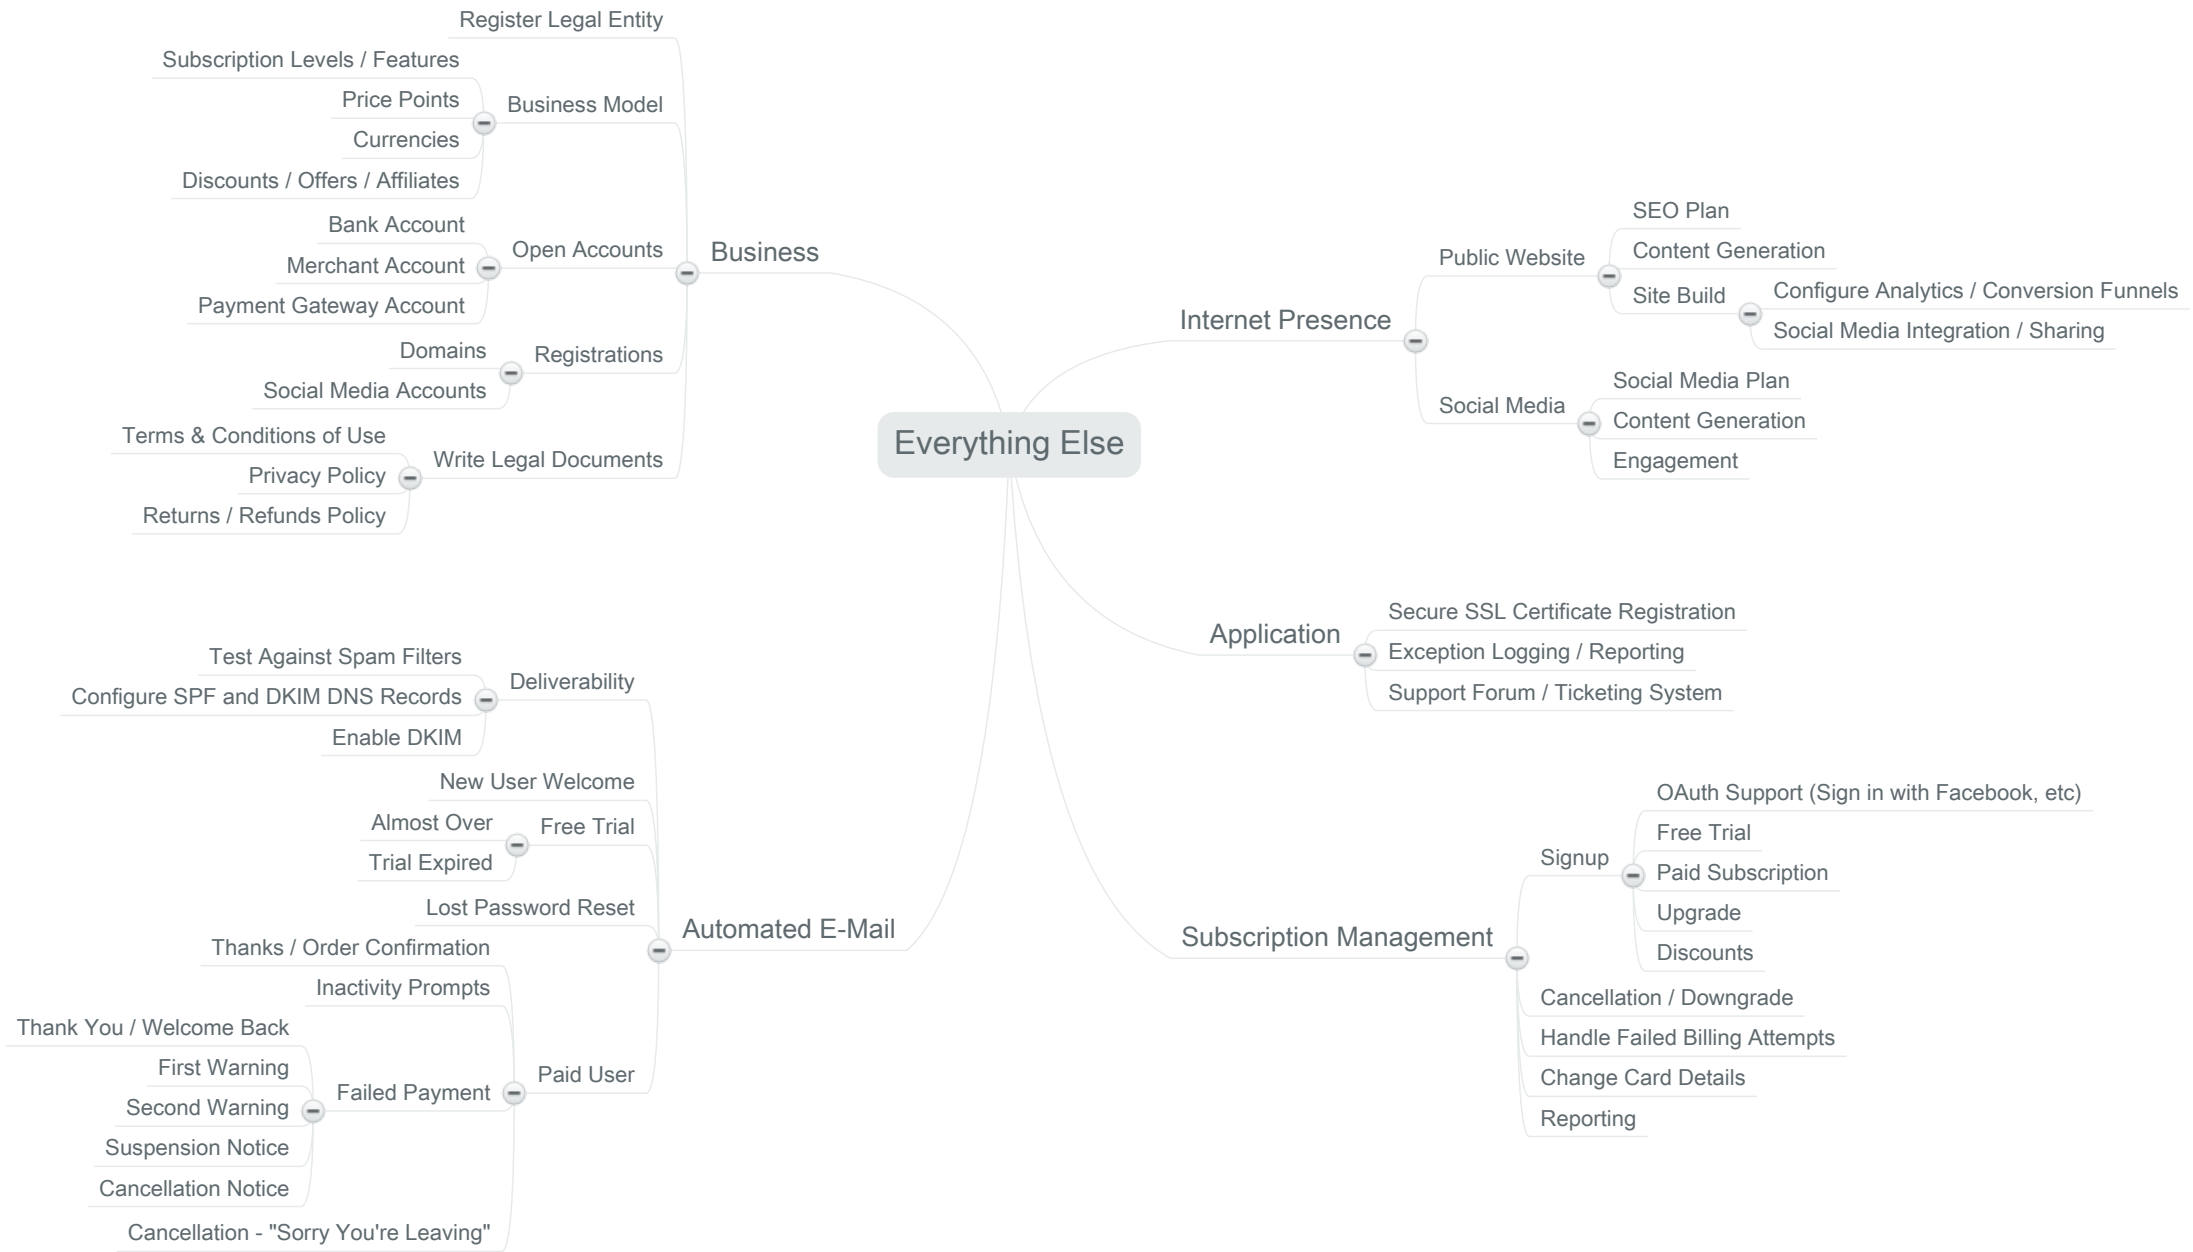 Everything Else
Business
Register Legal Entity
Business Model
Subscription Levels / Features
Price Points
Currencies
Discounts / Offers / Affiliates
Open Accounts
Bank Account
Merchant Account
Payment Gateway Account
Registrations
Domains
Social Media Accounts
Write Legal Documents
Terms & Conditions of Use
Privacy Policy
Returns / Refunds Policy
Automated E-Mail
Deliverability
Test Against Spam Filters
Configure SPF and DKIM DNS Records
Enable DKIM
New User Welcome
Free Trial
Almost Over
Trial Expired
Lost Password Reset
Paid User
Thanks / Order Confirmation
Inactivity Prompts
Failed Payment
Thank You / Welcome Back
First Warning
Second Warning
Suspension Notice
Cancellation Notice
Cancellation - "Sorry You're Leaving"
Internet Presence
Public Website
SEO Plan
Content Generation
Site Build
Configure Analytics / Conversion Funnels
Social Media Integration / Sharing
Social Media
Social Media Plan
Content Generation
Engagement
Application
Secure SSL Certificate Registration
Exception Logging / Reporting
Support Forum / Ticketing System
Subscription Management
Signup
OAuth Support (Sign in with Facebook, etc)
Free Trial
Paid Subscription
Upgrade
Discounts
Cancellation / Downgrade
Handle Failed Billing Attempts
Change Card Details
Reporting